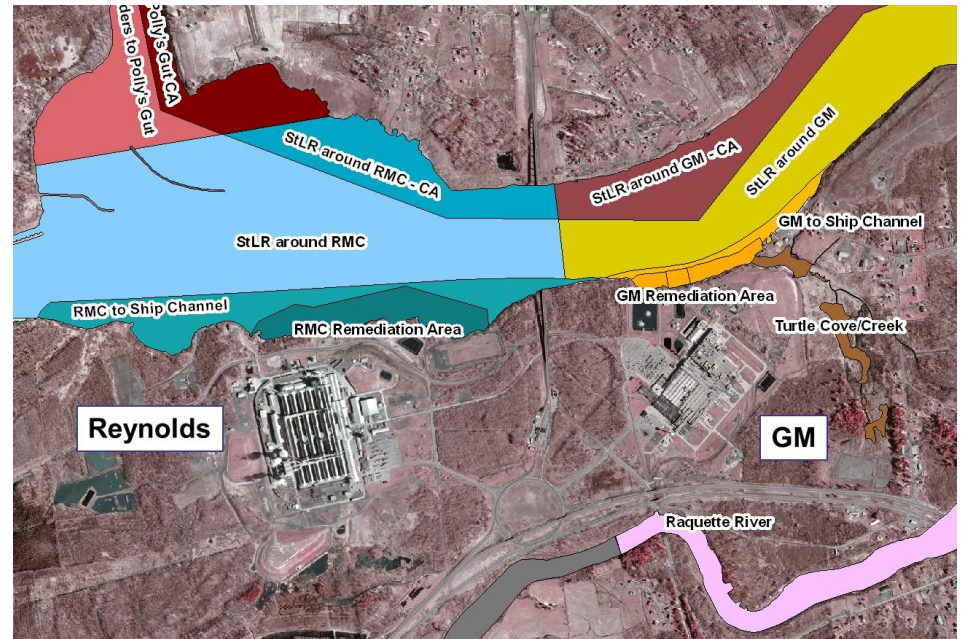 ders to Polly's Gut
Polly's Gut CA
StLR around RMC - CA
StLR around GM - CA
StLR around GM
GM to Ship Channel
StLR around RMC
GM Remediation Area
RMC to Ship Channel
RMC Remediation Area
Turtle Cove/Creek
Reynolds
GM
Raquette River